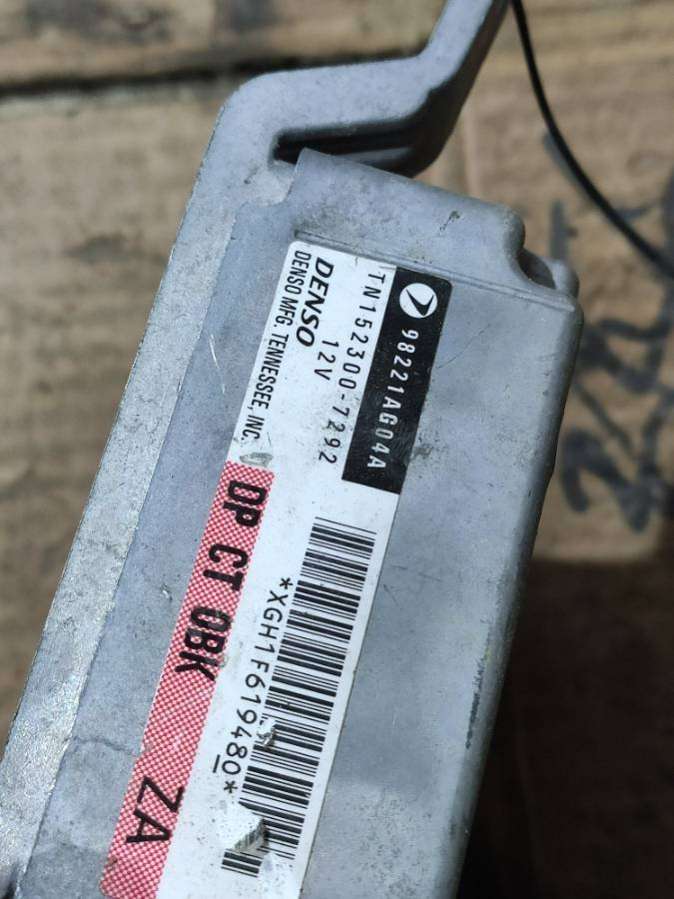 98221AG04A
TN152300-7292
12V
DENSO
DENSO MFG. TENNESSEE, INC.
DP CT 0BK ZA
*XGH1F619480*